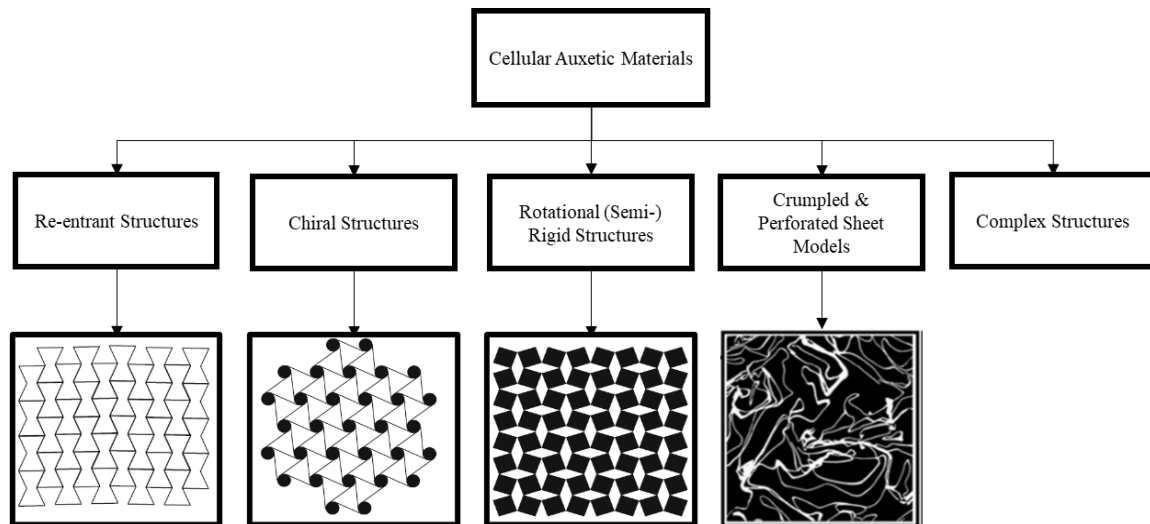 Cellular Auxetic Materials
Re-entrant Structures
Chiral Structures
Rotational (Semi-)
Rigid Structures
Crumpled &
Perforated Sheet
Models
Complex Structures